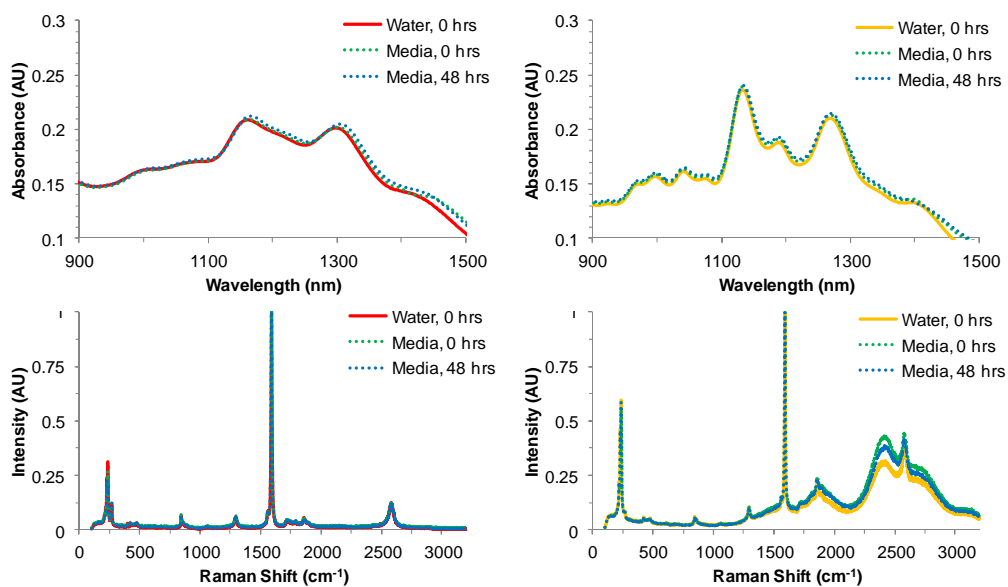 0.3
0.25
0.2
0.15
0.1
Absorbance (AU)
Water, 0 hrs
Media, 0 hrs
Media, 48 hrs
900 1100 1300 1500
Wavelength (nm)
0.3
0.25
0.2
0.15
0.1
Absorbance (AU)
Water, 0 hrs
Media, 0 hrs
Media, 48 hrs
900 1100 1300 1500
Wavelength (nm)
1
0.75
0.5
0.25
0
Intensity (AU)
Water, 0 hrs
Media, 0 hrs
Media, 48 hrs
0 500 1000 1500 2000 2500 3000
Raman Shift (cm⁻¹)
1
0.75
0.5
0.25
0
Intensity (AU)
Water, 0 hrs
Media, 0 hrs
Media, 48 hrs
0 500 1000 1500 2000 2500 3000
Raman Shift (cm⁻¹)